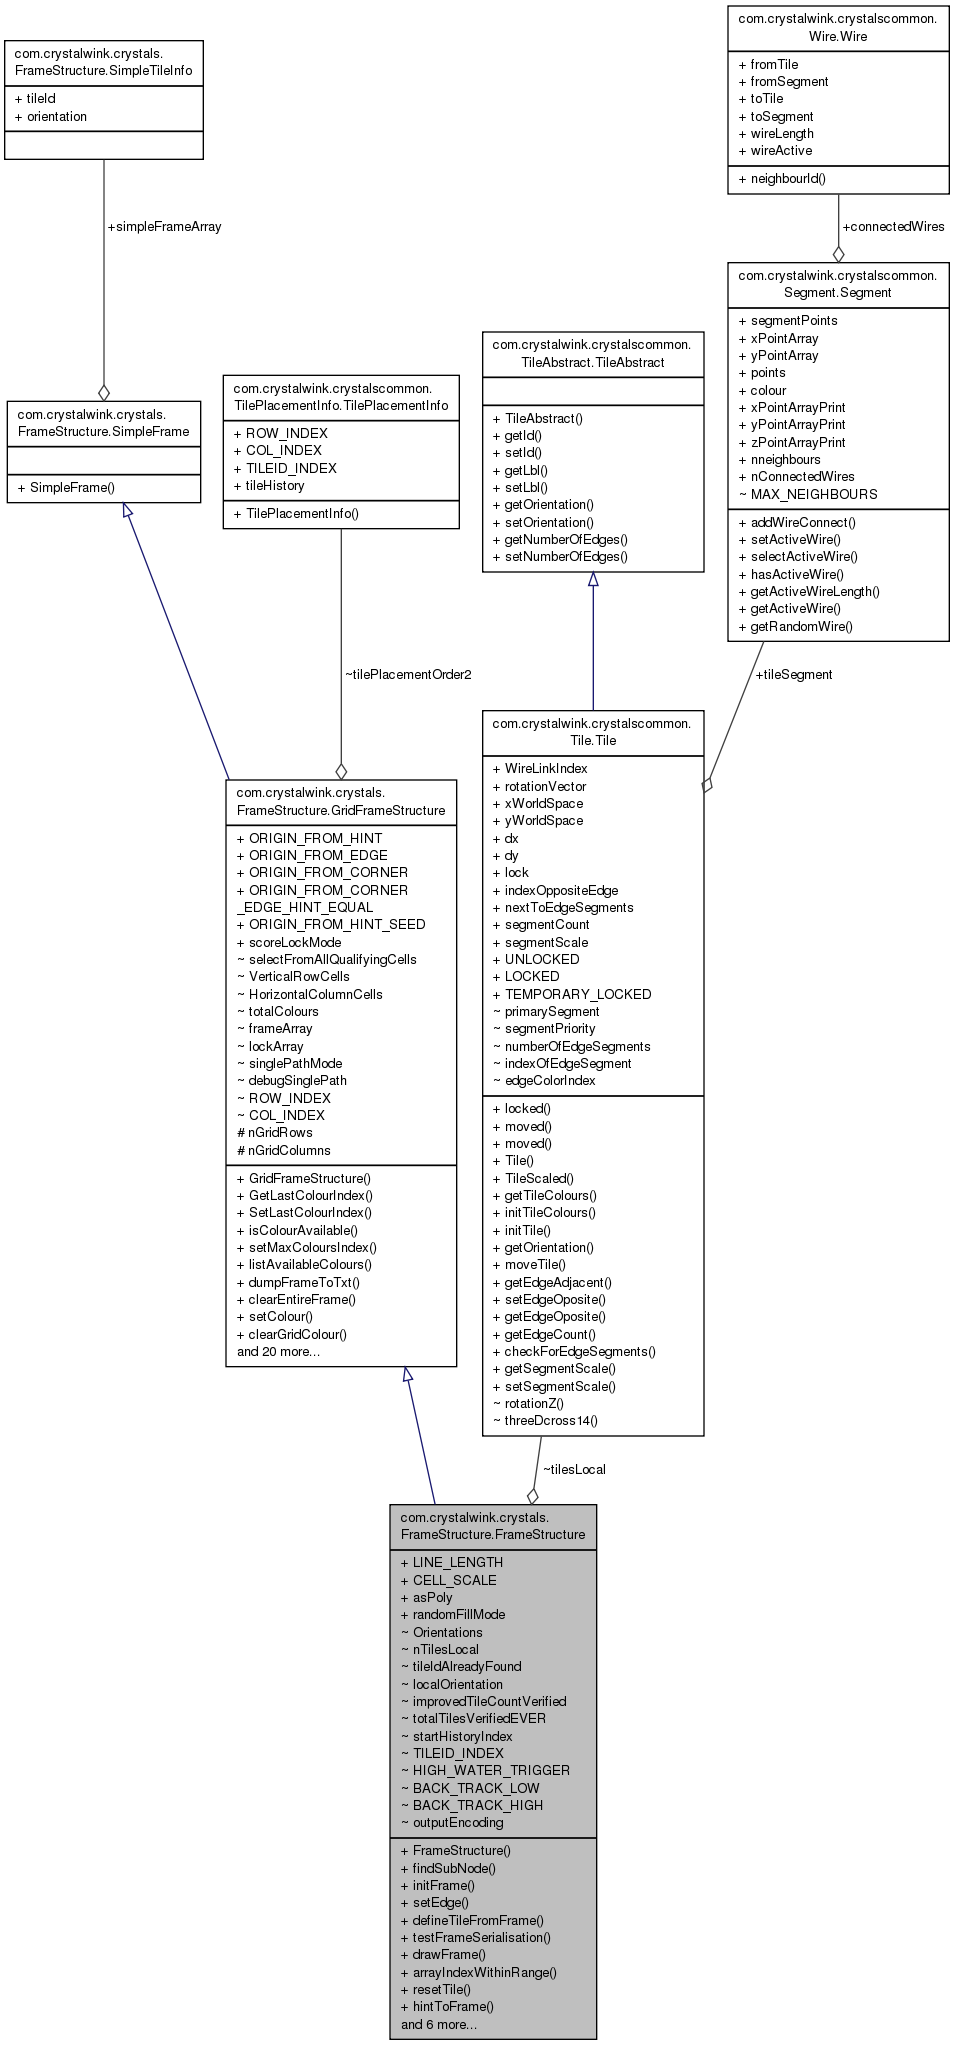 com.crystalwink.crystalscommon.
Wire.Wire
+ fromTile
+ fromSegment
+ toTile
+ toSegment
+ wireLength
+ wireActive
+ neighbourId()
com.crystalwink.crystals.
FrameStructure.SimpleTileInfo
+ tileId
+ orientation
+simpleFrameArray
+connectedWires
com.crystalwink.crystalscommon.
Segment.Segment
+ segmentPoints
+ xPointArray
+ yPointArray
+ points
+ colour
+ xPointArrayPrint
+ yPointArrayPrint
+ zPointArrayPrint
+ nneighbours
+ nConnectedWires
~ MAX_NEIGHBOURS
+ addWireConnect()
+ setActiveWire()
+ selectActiveWire()
+ hasActiveWire()
+ getActiveWireLength()
+ getActiveWire()
+ getRandomWire()
com.crystalwink.crystalscommon.
TileAbstract.TileAbstract
+ TileAbstract()
+ getId()
+ setId()
+ getLbl()
+ setLbl()
+ getOrientation()
+ setOrientation()
+ getNumberOfEdges()
+ setNumberOfEdges()
com.crystalwink.crystalscommon.
TilePlacementInfo.TilePlacementInfo
+ ROW_INDEX
+ COL_INDEX
+ TILEID_INDEX
+ tileHistory
+ TilePlacementInfo()
com.crystalwink.crystals.
FrameStructure.SimpleFrame
+ SimpleFrame()
~tilePlacementOrder2
+tileSegment
com.crystalwink.crystalscommon.
Tile.Tile
+ WireLinkIndex
+ rotationVector
+ xWorldSpace
+ yWorldSpace
+ dx
+ dy
+ lock
+ indexOppositeEdge
+ nextToEdgeSegments
+ segmentCount
+ segmentScale
+ UNLOCKED
+ LOCKED
+ TEMPORARY_LOCKED
~ primarySegment
~ segmentPriority
~ numberOfEdgeSegments
~ indexOfEdgeSegment
~ edgeColorIndex
+ locked()
+ moved()
+ moved()
+ Tile()
+ TileScaled()
+ getTileColours()
+ initTileColours()
+ initTile()
+ getOrientation()
+ moveTile()
+ getEdgeAdjacent()
+ setEdgeOposite()
+ getEdgeOposite()
+ getEdgeCount()
+ checkForEdgeSegments()
+ getSegmentScale()
+ setSegmentScale()
~ rotationZ()
~ threeDcross14()
com.crystalwink.crystals.
FrameStructure.GridFrameStructure
+ ORIGIN_FROM_HINT
+ ORIGIN_FROM_EDGE
+ ORIGIN_FROM_CORNER
+ ORIGIN_FROM_CORNER
_EDGE_HINT_EQUAL
+ ORIGIN_FROM_HINT_SEED
+ scoreLockMode
~ selectFromAllQualifyingCells
~ VerticalRowCells
~ HorizontalColumnCells
~ totalColours
~ frameArray
~ lockArray
~ singlePathMode
~ debugSinglePath
~ ROW_INDEX
~ COL_INDEX
# nGridRows
# nGridColumns
+ GridFrameStructure()
+ GetLastColourIndex()
+ SetLastColourIndex()
+ isColourAvailable()
+ setMaxColoursIndex()
+ listAvailableColours()
+ dumpFrameToTxt()
+ clearEntireFrame()
+ setColour()
+ clearGridColour()
and 20 more...
~tilesLocal
com.crystalwink.crystals.
FrameStructure.FrameStructure
+ LINE_LENGTH
+ CELL_SCALE
+ asPoly
+ randomFillMode
~ Orientations
~ nTilesLocal
~ tileIdAlreadyFound
~ localOrientation
~ improvedTileCountVerified
~ totalTilesVerifiedEVER
~ startHistoryIndex
~ TILEID_INDEX
~ HIGH_WATER_TRIGGER
~ BACK_TRACK_LOW
~ BACK_TRACK_HIGH
~ outputEncoding
+ FrameStructure()
+ findSubNode()
+ initFrame()
+ setEdge()
+ defineTileFromFrame()
+ testFrameSerialisation()
+ drawFrame()
+ arrayIndexWithinRange()
+ resetTile()
+ hintToFrame()
and 6 more...